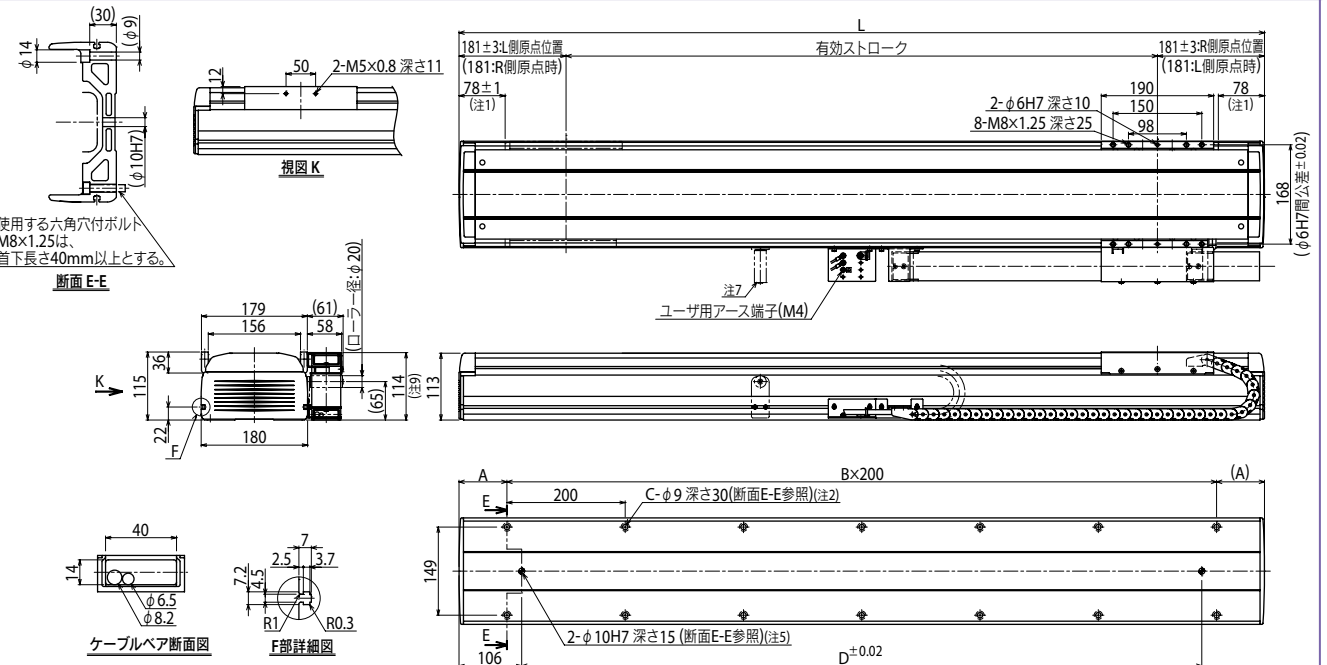 (30)
(φ9)
φ14
(φ10H7)
使用する六角穴付ボルト
M8×1.25は、
首下長さ40mm以上とする。
断面 E-E
12
50
2-M5×0.8 深さ11
視図 K
L
181±3:L側原点位置
(181:R側原点時)
有効ストローク
181±3:R側原点位置
(181:L側原点時)
78±1
(注1)
190
78
(注1)
150
98
2-φ6H7 深さ10
8-M8×1.25 深さ25
168
(φ6H7間公差±0.02)
注7
ユーザ用アース端子(M4)
179
(61)
156
58
(ローラー径:φ20)
36
115
22
K
F
180
(65)
114
(注9)
113
A
B×200
(A)
E
200
C-φ9 深さ30(断面E-E参照)(注2)
149
E
2-φ10H7 深さ15 (断面E-E参照)(注5)
106
D±0.02
40
14
φ6.5
φ8.2
ケーブルベア断面図
7
2.5
3.7
7.2
4.5
R1
R0.3
F部詳細図